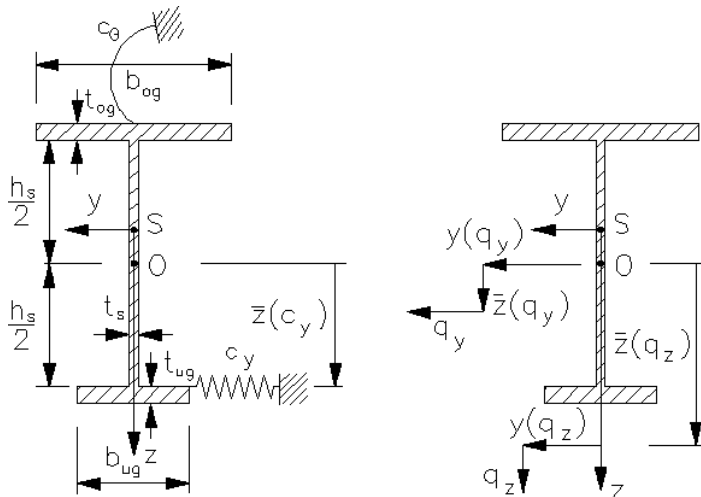 c_θ
b_og
t_og
h_s/2
y
S
O
h_s/2
t_s
z̄(c_y)
t_ug
c_y
b_ug
z
y
S
y(q_y)
O
z̄(q_y)
q_y
z̄(q_z)
y(q_z)
q_z
z